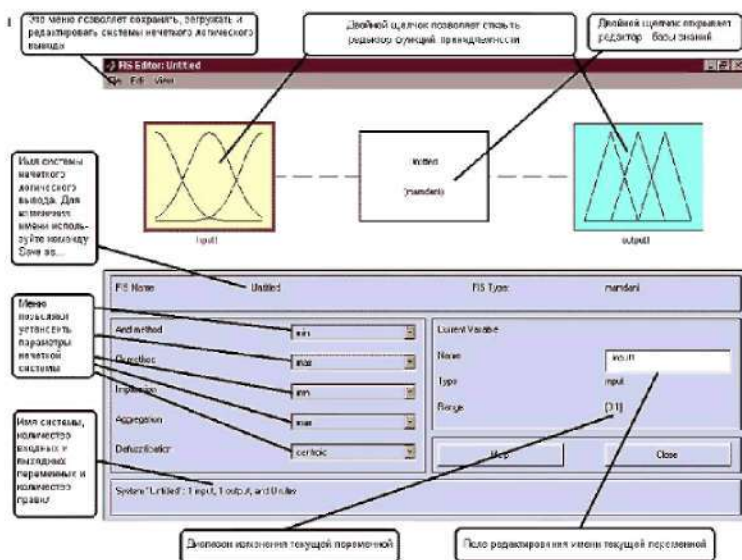 Это меню позволяет сохранять, загружать и
редактировать системы нечеткого логического
вывода
Двойной щелчок позволяет открыть
редактор функций принадлежности
Двойной щелчок открывает
редактор базы знаний
FIS Editor: Untitled
File Edit View
input1
Untitled
(mamdani)
output1
Имя системы
нечеткого
логического
вывода. Для
изменения
имени исполь-
зуйте команду
Save as...
FIS Name: Untitled FIS Type: mamdani
Меню
позволяют
установить
параметры
нечеткой
системы
And method min
Or method max
Implication min
Aggregation max
Defuzzification centroid
Current Variable
Name input1
Type input
Range [0 1]
Help Close
Имя системы,
количество
входных и
выходных
переменных и
количество
правил
System "Untitled": 1 input, 1 output, and 0 rules
Диапазон изменения текущей переменной
Поле редактирования имени текущей переменной